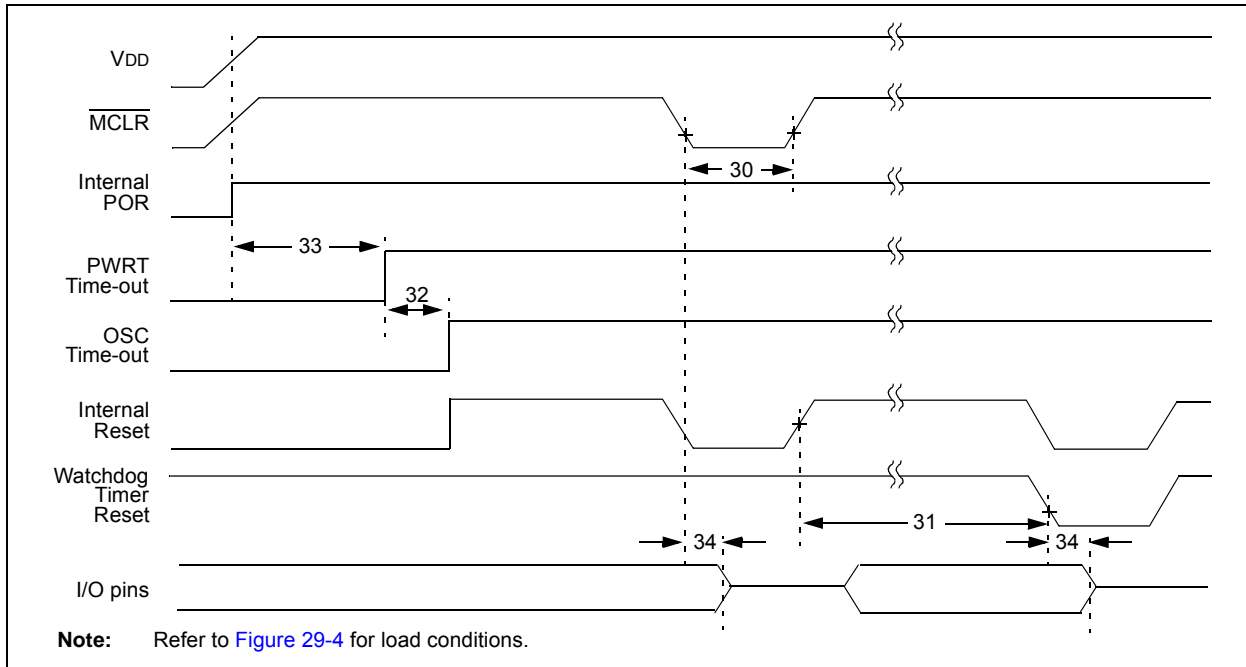 VDD
MCLR
30
Internal
POR
33
PWRT
Time-out
32
OSC
Time-out
Internal
Reset
Watchdog
Timer
Reset
31
34
34
I/O pins
Note: Refer to Figure 29-4 for load conditions.